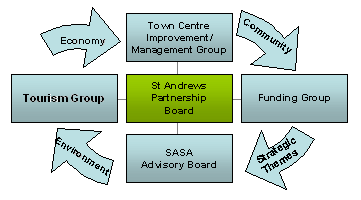 Town Centre
Improvement/
Management Group
Economy
Community
Tourism Group
St Andrews
Partnership
Board
Funding Group
Environment
SASA
Advisory Board
Strategic
Themes